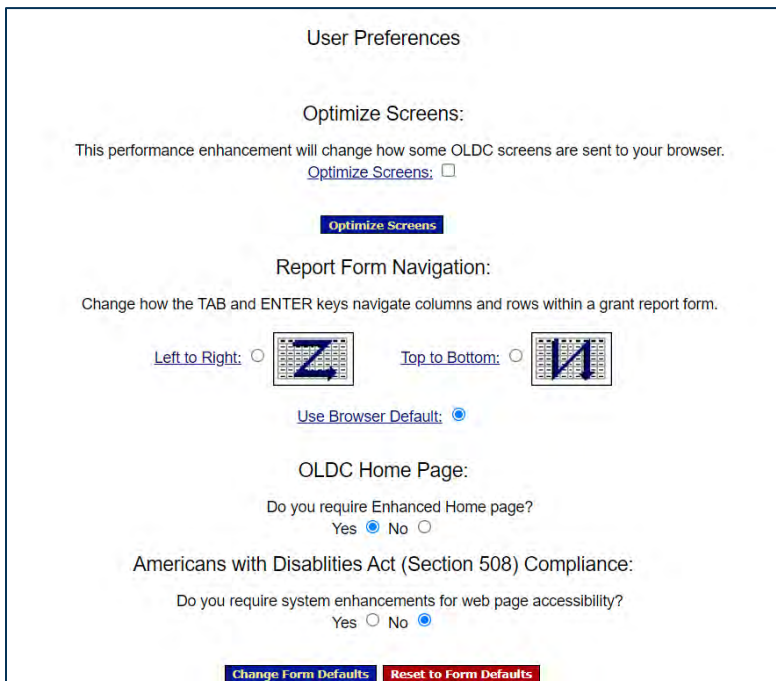 User Preferences
Optimize Screens:
This performance enhancement will change how some OLDC screens are sent to your browser.
Optimize Screens:
Optimize Screens
Report Form Navigation:
Change how the TAB and ENTER keys navigate columns and rows within a grant report form.
Left to Right: Top to Bottom:
Use Browser Default:
OLDC Home Page:
Do you require Enhanced Home page?
Yes No
Americans with Disablities Act (Section 508) Compliance:
Do you require system enhancements for web page accessibility?
Yes No
Change Form Defaults Reset to Form Defaults